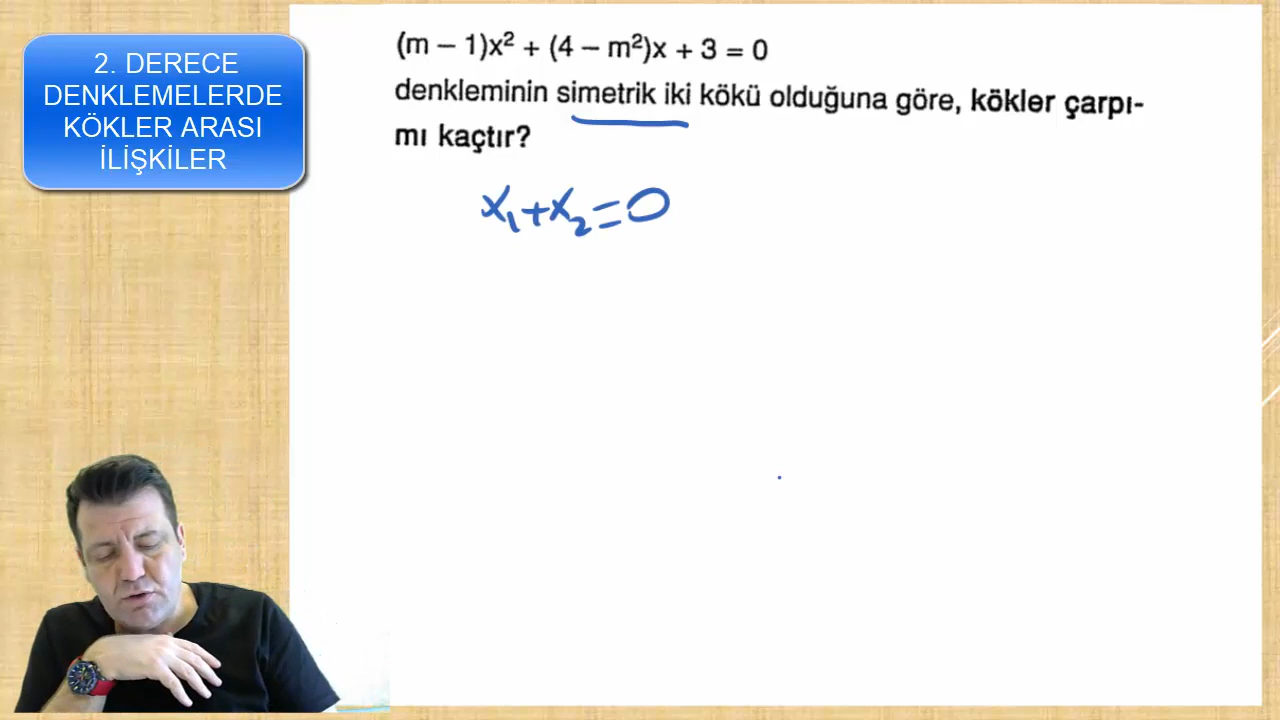 2. DERECE
DENKLEMELERDE
KÖKLER ARASI
İLİŞKİLER
(m – 1)x² + (4 – m²)x + 3 = 0
denkleminin simetrik iki kökü olduğuna göre, kökler çarpı-
mı kaçtır?
x₁+x₂=0